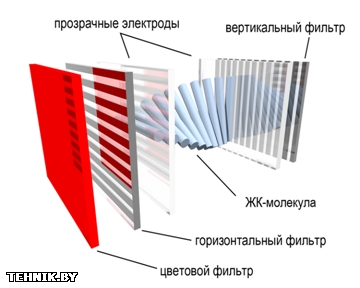 прозрачные электроды
вертикальный фильтр
ЖК-молекула
горизонтальный фильтр
цветовой фильтр
TEHNIK.BY